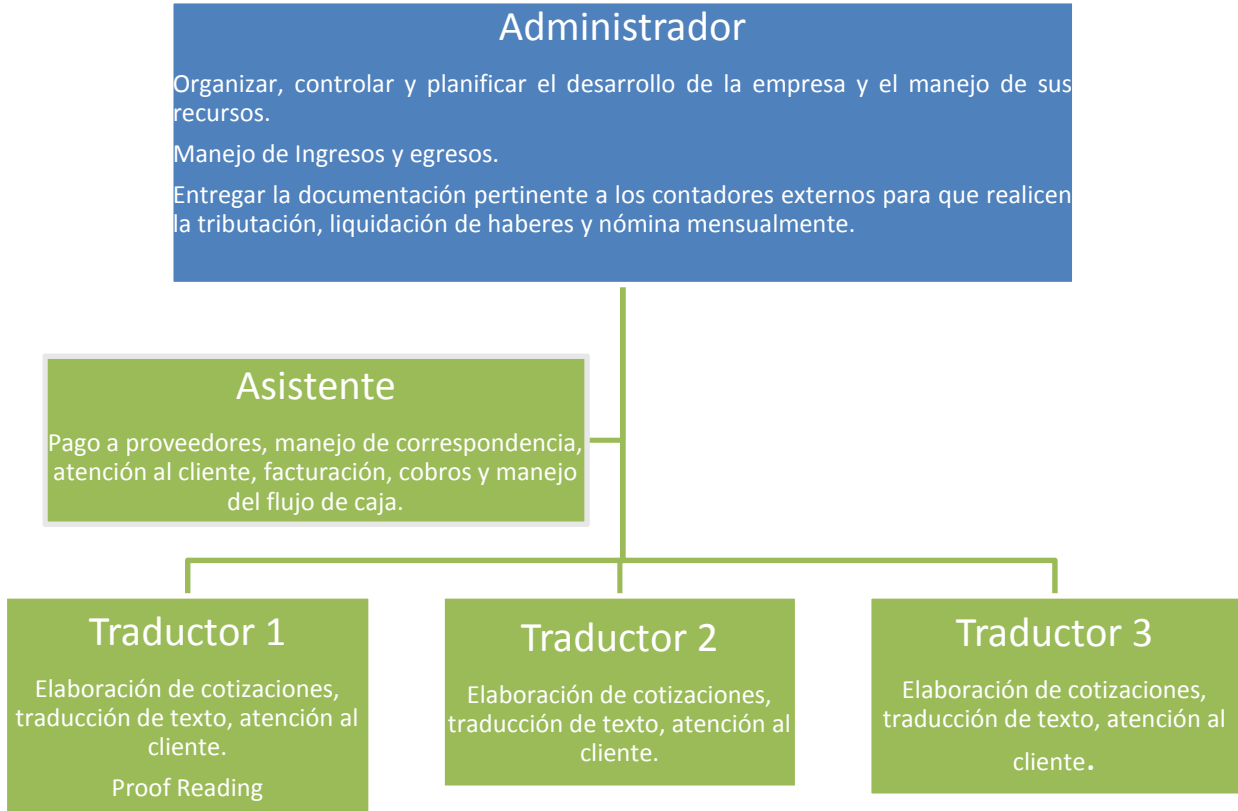 Administrador
Organizar, controlar y planificar el desarrollo de la empresa y el manejo de sus
recursos.
Manejo de Ingresos y egresos.
Entregar la documentación pertinente a los contadores externos para que realicen
la tributación, liquidación de haberes y nómina mensualmente.
Asistente
Pago a proveedores, manejo de correspondencia,
atención al cliente, facturación, cobros y manejo
del flujo de caja.
Traductor 1
Elaboración de cotizaciones,
traducción de texto, atención al
cliente.
Proof Reading
Traductor 2
Elaboración de cotizaciones,
traducción de texto, atención al
cliente.
Traductor 3
Elaboración de cotizaciones,
traducción de texto, atención al
cliente.